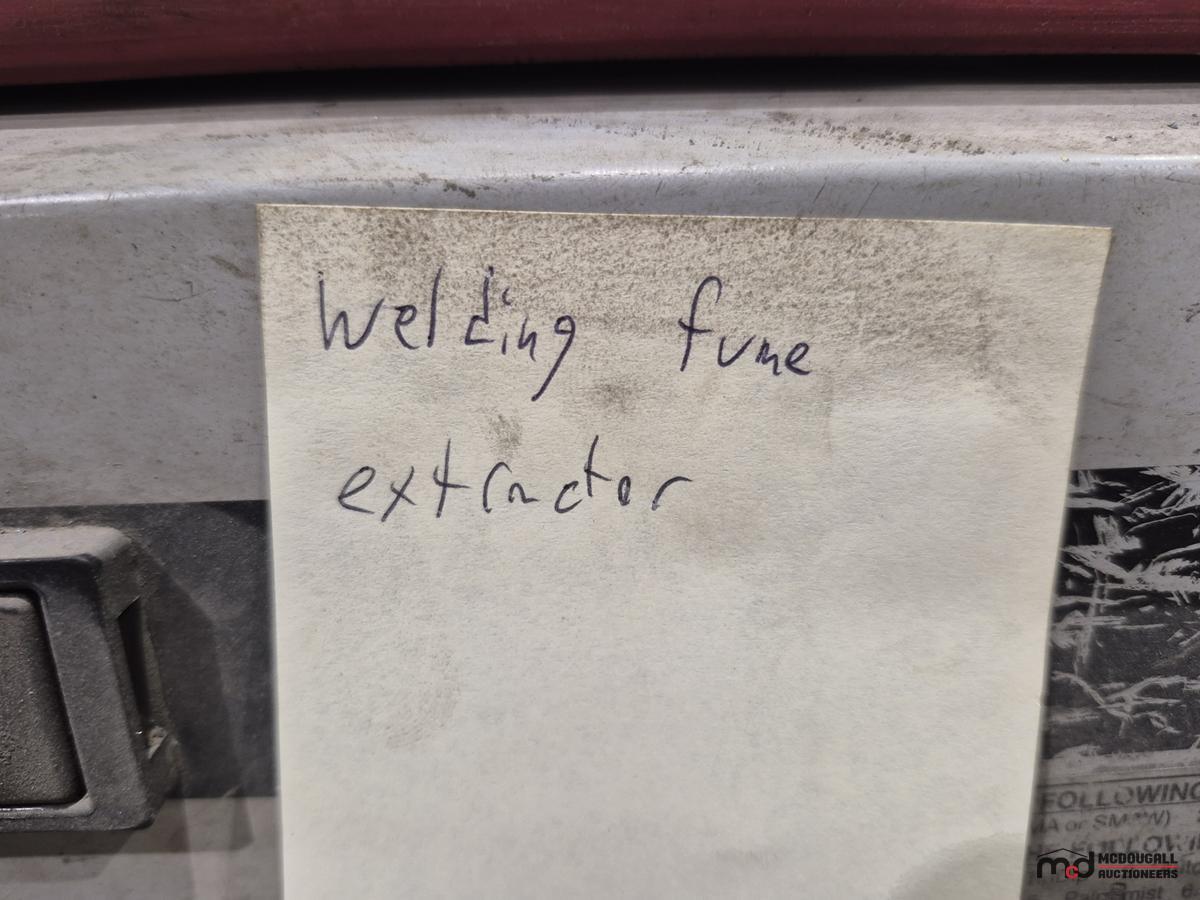 Welding fume
extractor
FOLLOWING
MCDOUGALL
AUCTIONEERS